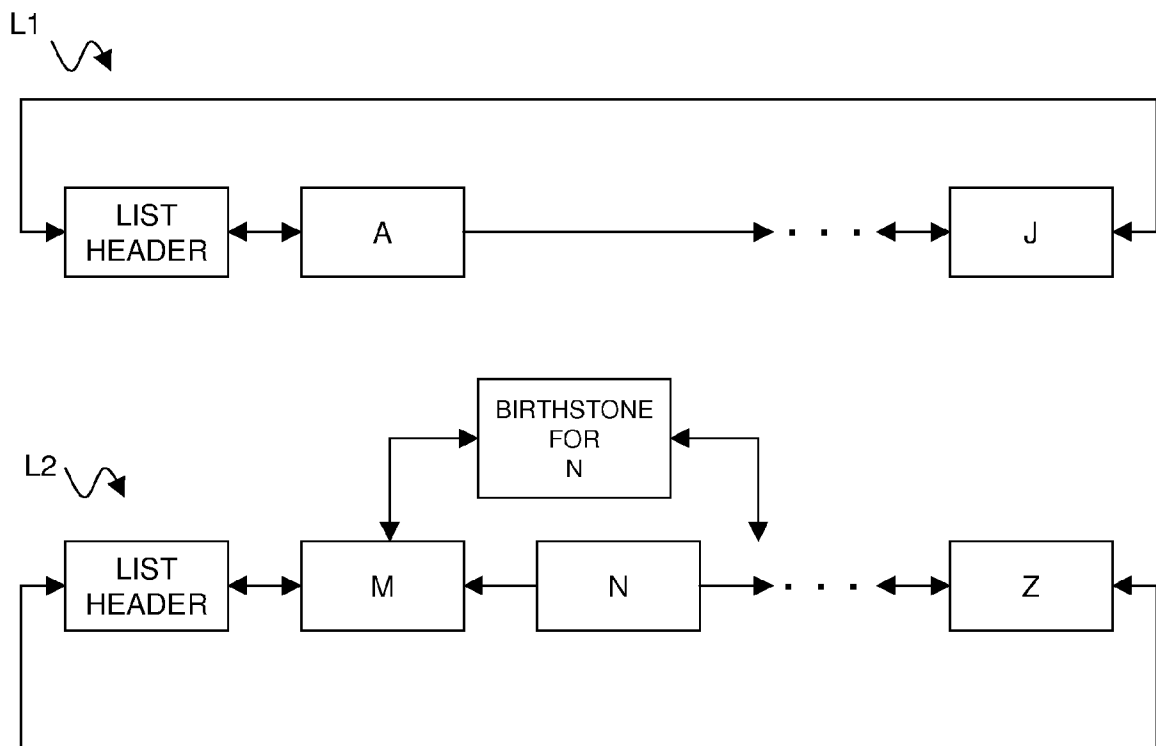 L1
LIST
HEADER
A
. . .
J
BIRTHSTONE
FOR
N
L2
LIST
HEADER
M
N
. . .
Z